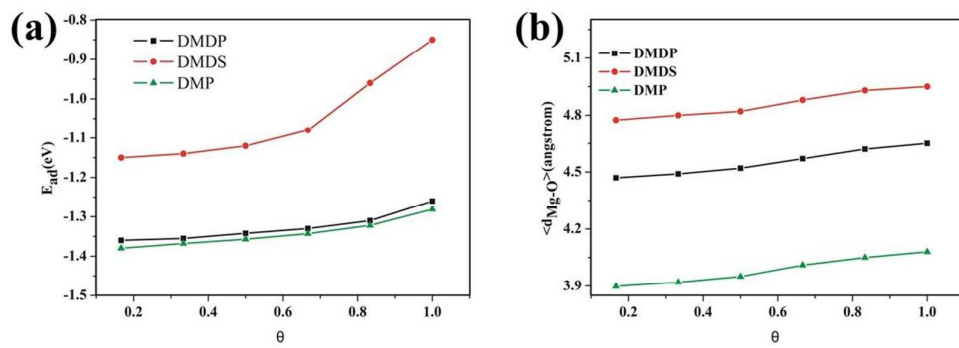 (a)
DMDP
DMDS
DMP
-0.8
-0.9
-1.0
-1.1
-1.2
-1.3
-1.4
-1.5
E_ad(eV)
0.2 0.4 0.6 0.8 1.0
θ
(b)
DMDP
DMDS
DMP
5.1
4.8
4.5
4.2
3.9
<d_Mg-O>(angstrom)
0.2 0.4 0.6 0.8 1.0
θ